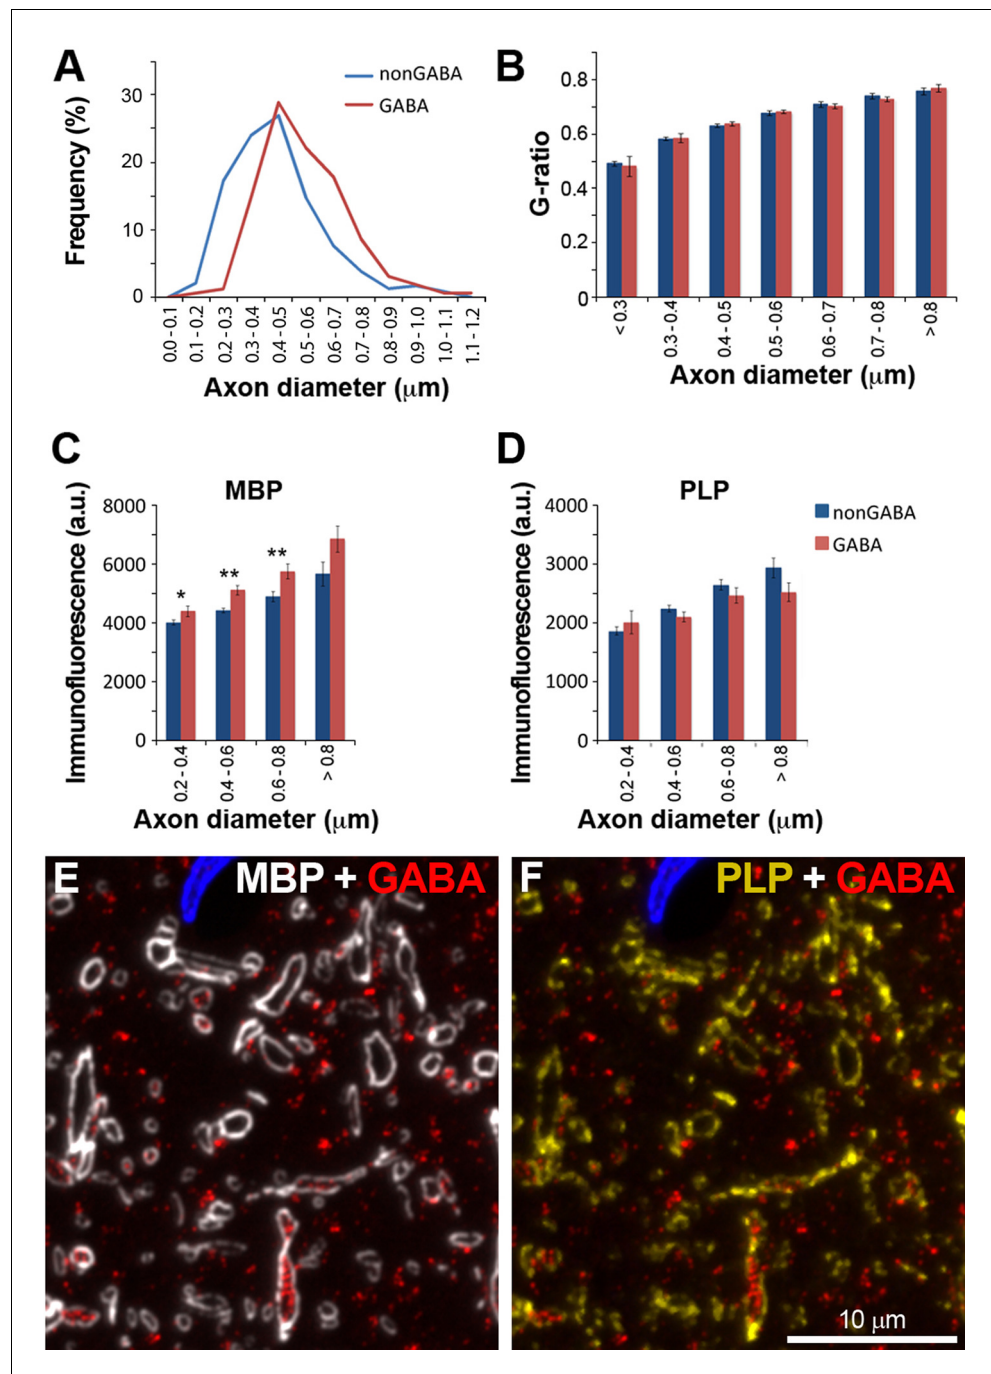 A
Frequency (%)
30
20
10
0
nonGABA
GABA
0.0 - 0.1
0.1 - 0.2
0.2 - 0.3
0.3 - 0.4
0.4 - 0.5
0.5 - 0.6
0.6 - 0.7
0.7 - 0.8
0.8 - 0.9
0.9 - 1.0
1.0 - 1.1
1.1 - 1.2
Axon diameter (μm)
B
G-ratio
0.8
0.6
0.4
0.2
0
< 0.3
0.3 - 0.4
0.4 - 0.5
0.5 - 0.6
0.6 - 0.7
0.7 - 0.8
> 0.8
Axon diameter (μm)
C
MBP
Immunofluorescence (a.u.)
8000
6000
4000
2000
0
*
**
**
0.2 - 0.4
0.4 - 0.6
0.6 - 0.8
> 0.8
Axon diameter (μm)
D
PLP
Immunofluorescence (a.u.)
4000
3000
2000
1000
0
nonGABA
GABA
0.2 - 0.4
0.4 - 0.6
0.6 - 0.8
> 0.8
Axon diameter (μm)
E
MBP + GABA
F
PLP + GABA
10 μm